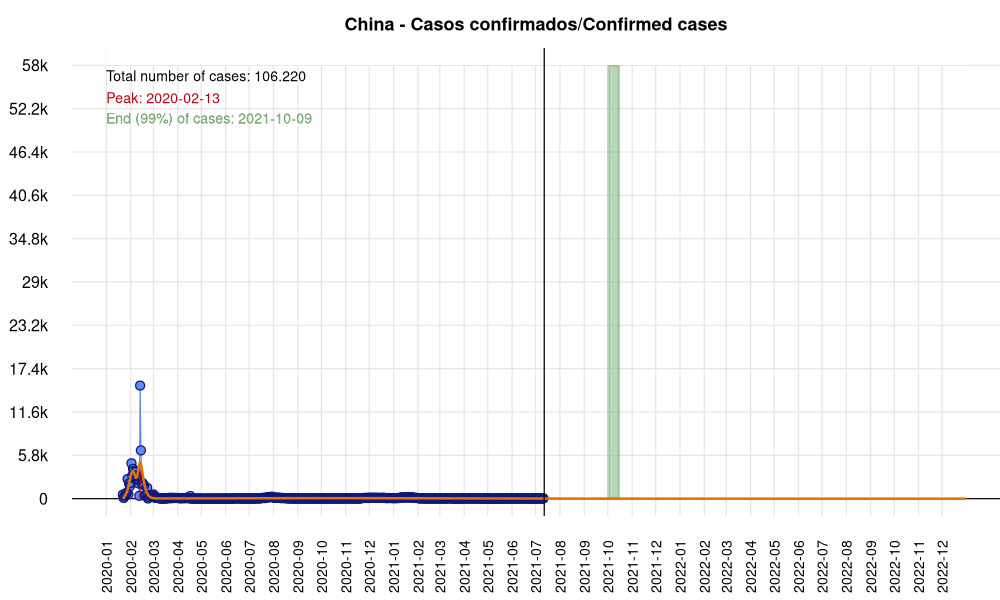 China - Casos confirmados/Confirmed cases
58k
Total number of cases: 106.220
Peak: 2020-02-13
52.2k
End (99%) of cases: 2021-10-09
46.4k
40.6k
34.8k
29k
23.2k
17.4k
11.6k
5.8k
0
2020-01
2020-02
2020-03
2020-04
2020-05
2020-06
2020-07
2020-08
2020-09
2020-10
2020-11
2020-12
2021-01
2021-02
2021-03
2021-04
2021-05
2021-06
2021-07
2021-08
2021-09
2021-10
2021-11
2021-12
2022-01
2022-02
2022-03
2022-04
2022-05
2022-06
2022-07
2022-08
2022-09
2022-10
2022-11
2022-12